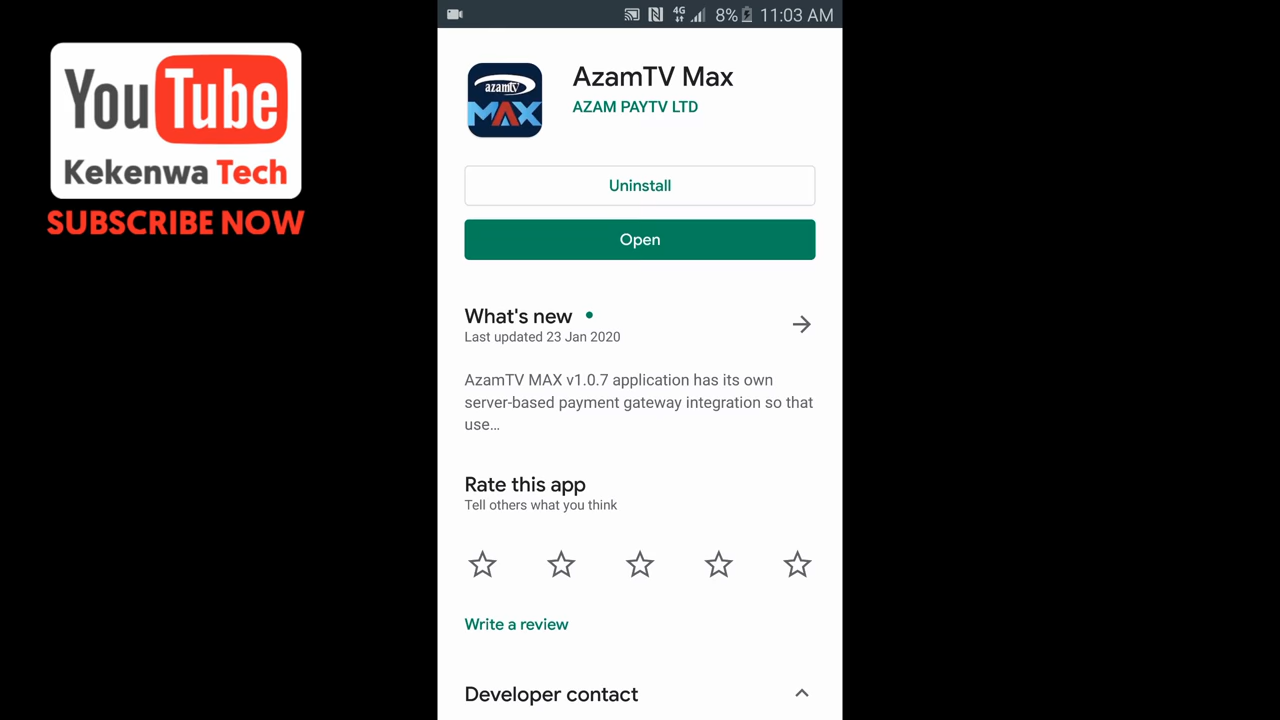 YouTube
Kekenwa Tech
SUBSCRIBE NOW
4G 8% 11:03 AM
azamtv
MAX
AzamTV Max
AZAM PAYTV LTD
Uninstall
Open
What's new
Last updated 23 Jan 2020
AzamTV MAX v1.0.7 application has its own
server-based payment gateway integration so that
use…
Rate this app
Tell others what you think
Write a review
Developer contact